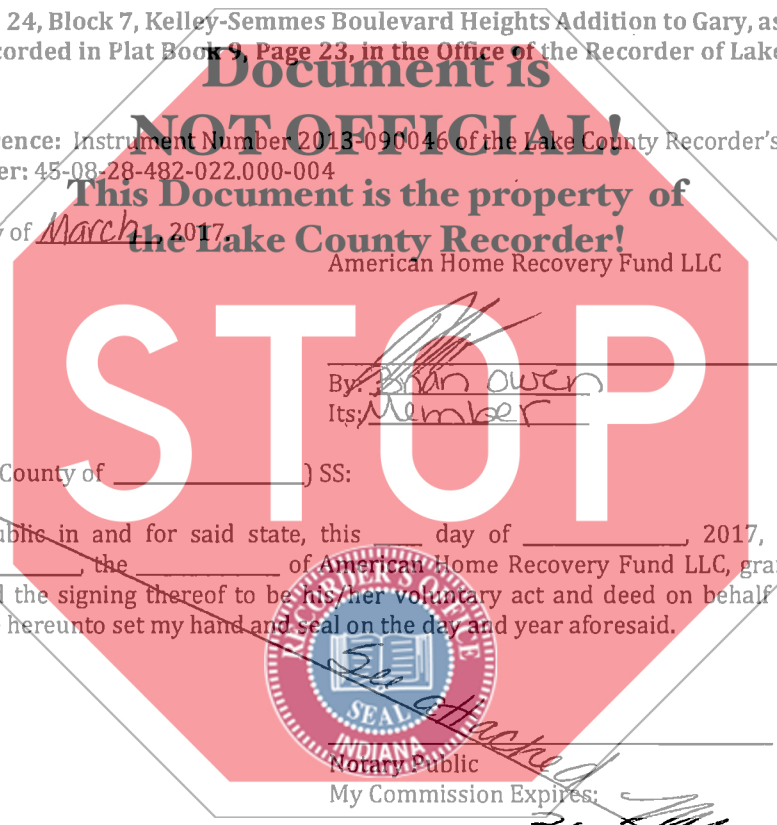 24, Block 7, Kelley-Semmes Boulevard Heights Addition to Gary, as
corded in Plat Book 9, Page 23, in the Office of the Recorder of Lake
Document is
NOT OFFICIAL!
ence: Instrument Number 2013-090046 of the Lake County Recorder's
er: 45-08-28-482-022.000-004
This Document is the property of
the Lake County Recorder!
y of March, 2017.
American Home Recovery Fund LLC
STOP
By: Brian Owen
Its: Member
County of ) SS:
ublic in and for said state, this day of , 2017,
, the of American Home Recovery Fund LLC, gran
d the signing thereof to be his/her voluntary act and deed on behalf
hereunto set my hand and seal on the day and year aforesaid.
RECORDER'S OFFICE
SEAL
INDIANA
See attached
Notary Public
My Commission Expires: